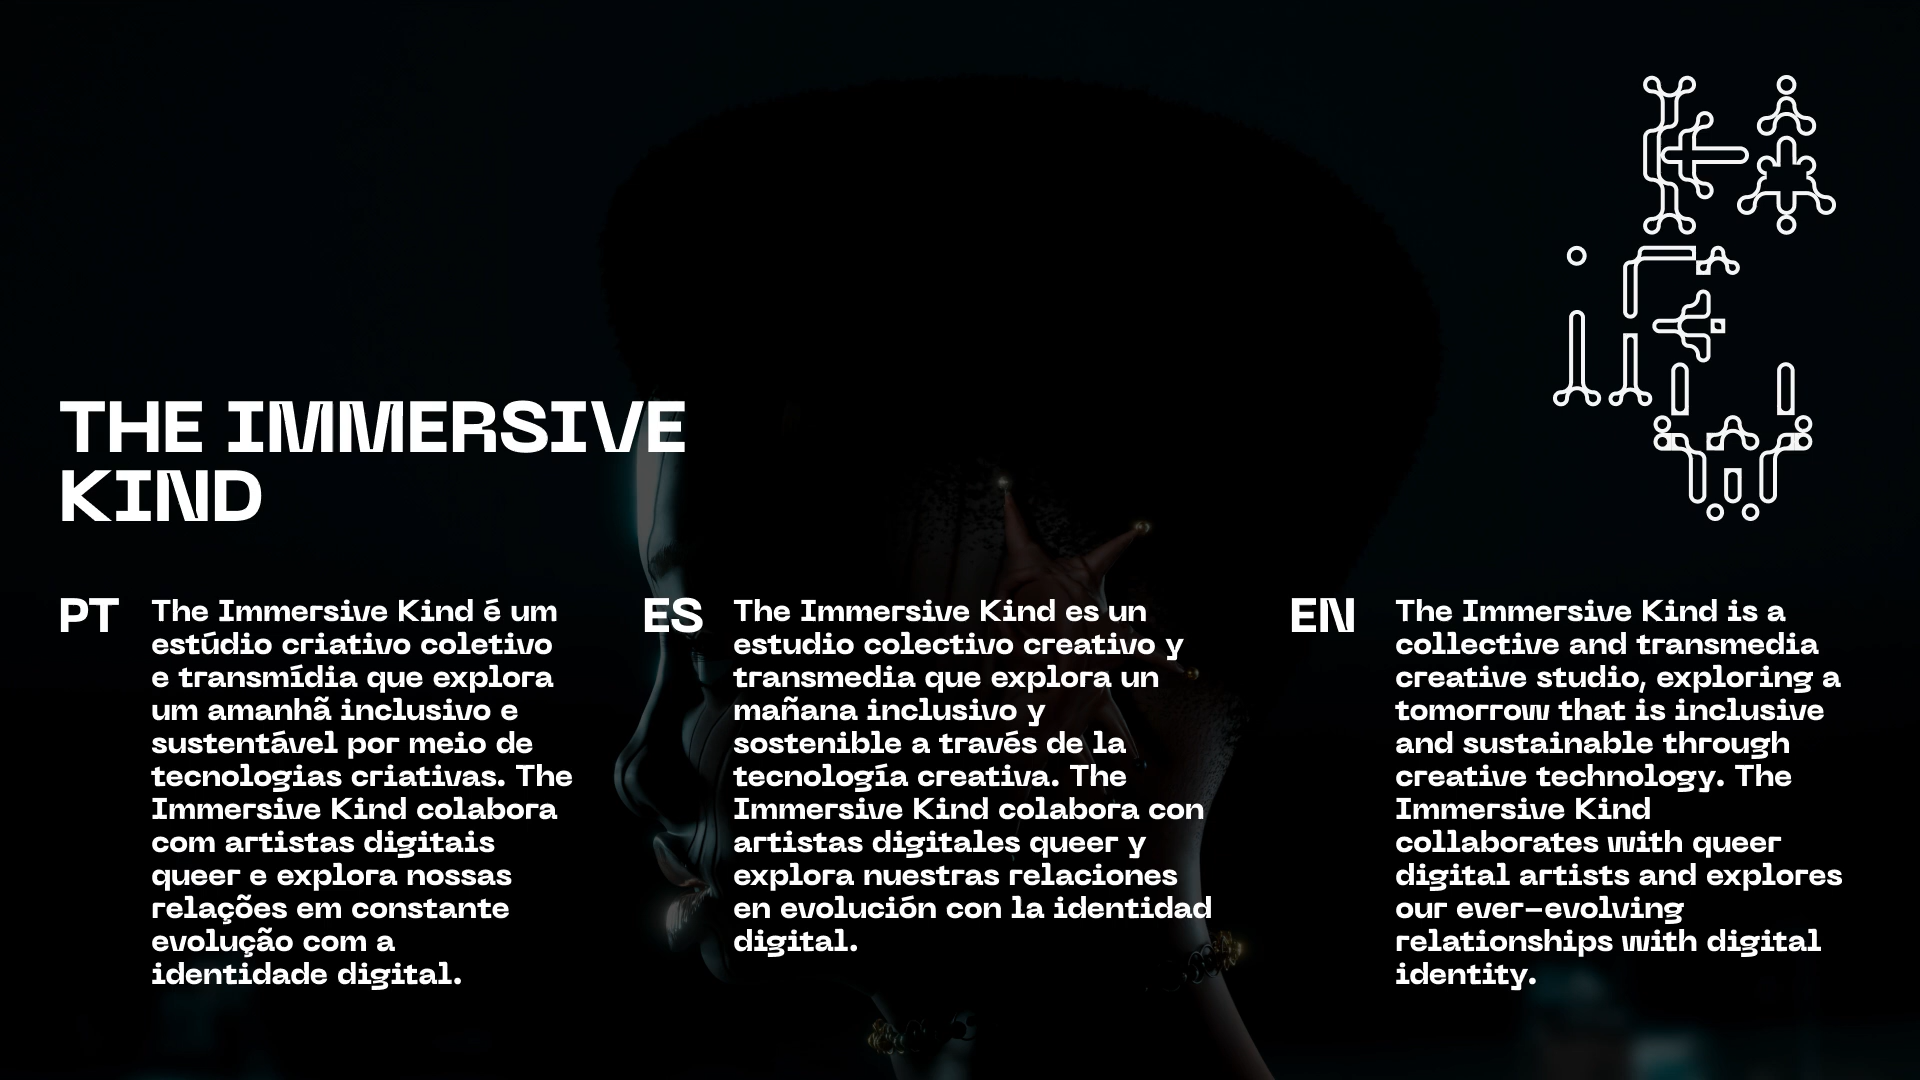 THE IMMERSIVE
KIND
PT
The Immersive Kind é um
estúdio criativo coletivo
e transmídia que explora
um amanhã inclusivo e
sustentável por meio de
tecnologias criativas. The
Immersive Kind colabora
com artistas digitais
queer e explora nossas
relações em constante
evolução com a
identidade digital.
ES
The Immersive Kind es un
estudio colectivo creativo y
transmedia que explora un
mañana inclusivo y
sostenible a través de la
tecnología creativa. The
Immersive Kind colabora con
artistas digitales queer y
explora nuestras relaciones
en evolución con la identidad
digital.
EN
The Immersive Kind is a
collective and transmedia
creative studio, exploring a
tomorrow that is inclusive
and sustainable through
creative technology. The
Immersive Kind
collaborates with queer
digital artists and explores
our ever-evolving
relationships with digital
identity.